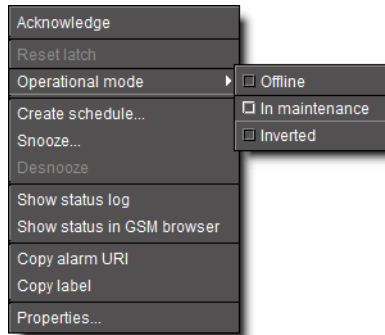 Acknowledge
Reset latch
Operational mode
Offline
In maintenance
Inverted
Create schedule...
Snooze...
Desnooze
Show status log
Show status in GSM browser
Copy alarm URI
Copy label
Properties...